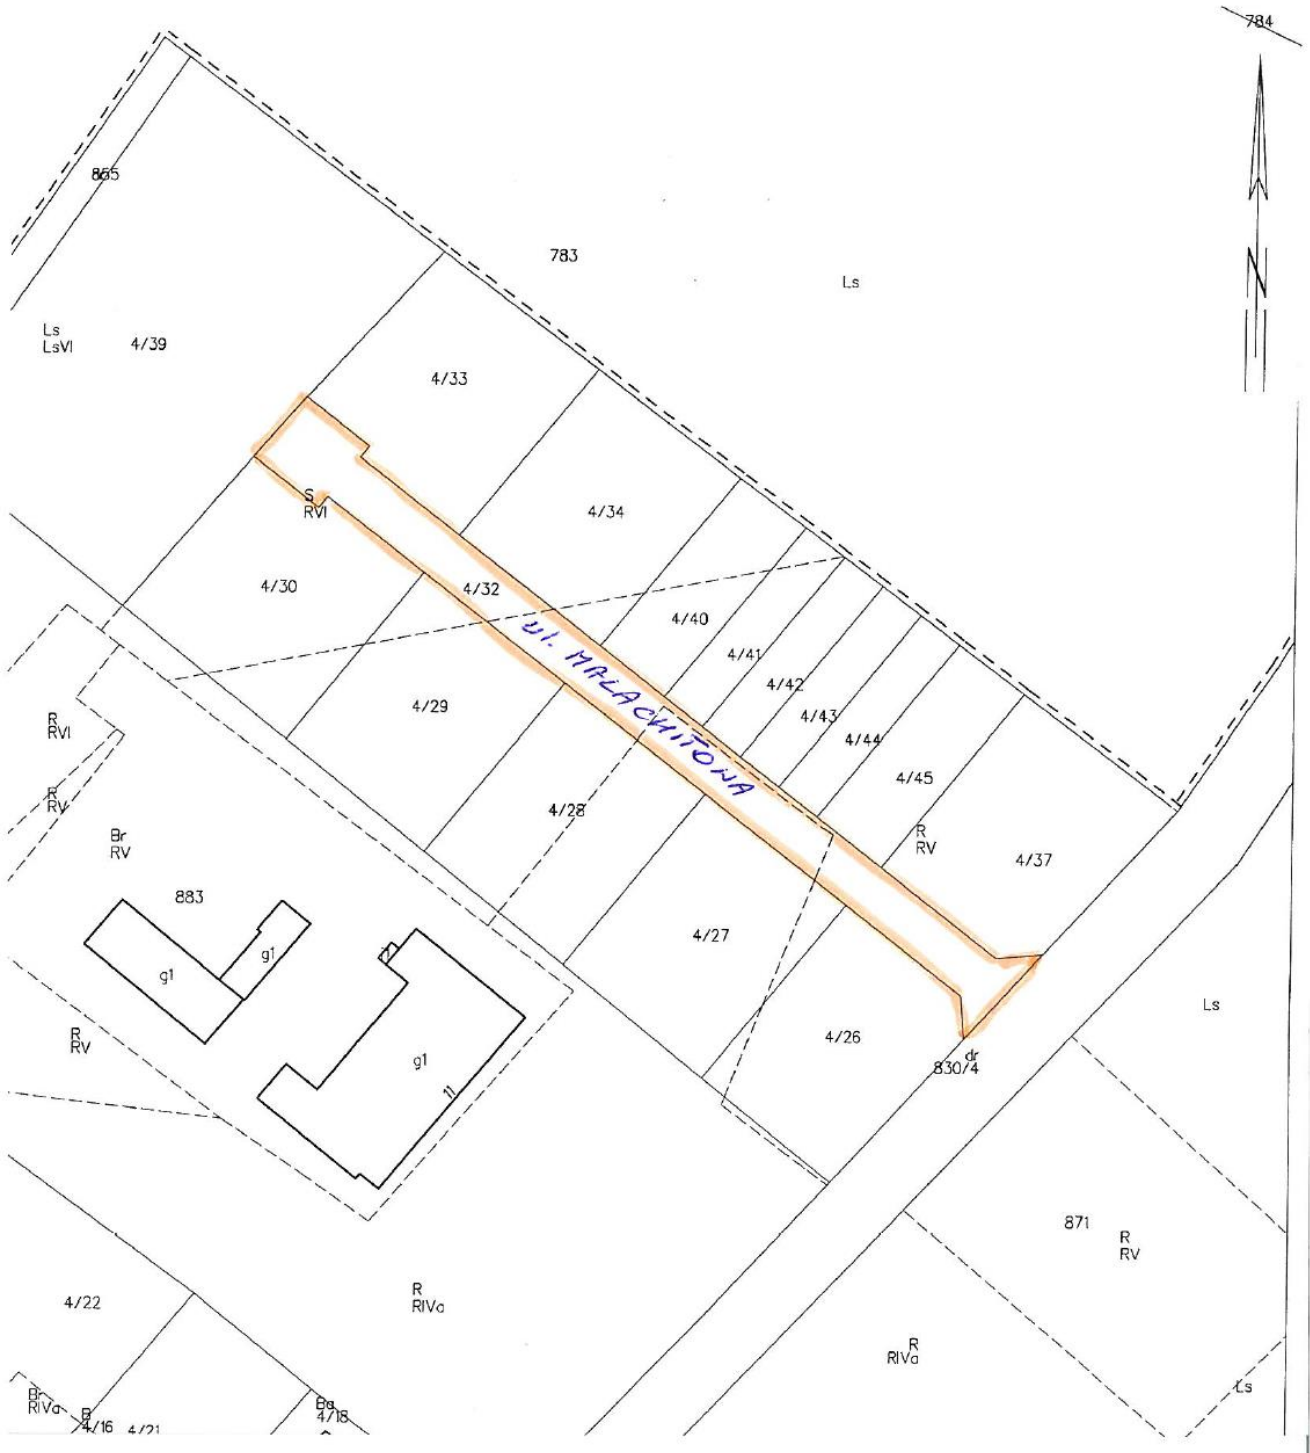 784
855
783
Ls
N
Ls
LsVI
4/39
4/33
S
RVI
4/34
4/30
4/32
4/40
ul. MALACHITOWA
4/41
4/42
4/29
4/43
R
RVI
4/44
4/45
R
RV
4/28
R
RV
Br
RV
4/37
883
4/27
g1
g1
Ls
R
RV
4/26
g1
dr
830/4
871
R
RV
R
RIVa
4/22
R
RIVa
Ls
Br
RIVa
B
4/16
4/21
Ba
4/18